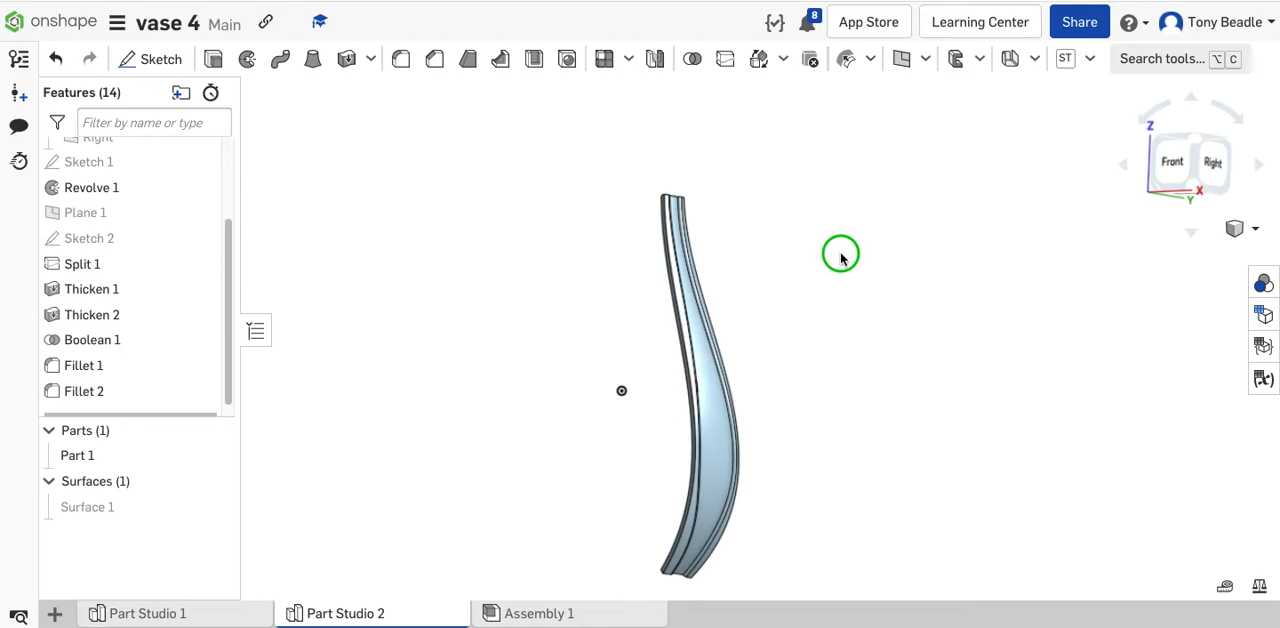 onshape vase 4 Main 8 App Store Learning Center Share Tony Beadle
Sketch ST Search tools... ⌥ C
Features (14)
Filter by name or type
Right
Sketch 1
Revolve 1
Plane 1
Sketch 2
Split 1
Thicken 1
Thicken 2
Boolean 1
Fillet 1
Fillet 2
Parts (1)
Part 1
Surfaces (1)
Surface 1
Z
Front Right
X
Y
(x)
Part Studio 1 Part Studio 2 Assembly 1